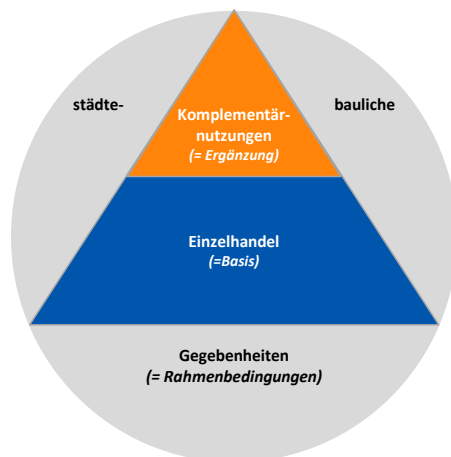 städte-
bauliche
Komplementär-
nutzungen
(= Ergänzung)
Einzelhandel
(=Basis)
Gegebenheiten
(= Rahmenbedingungen)